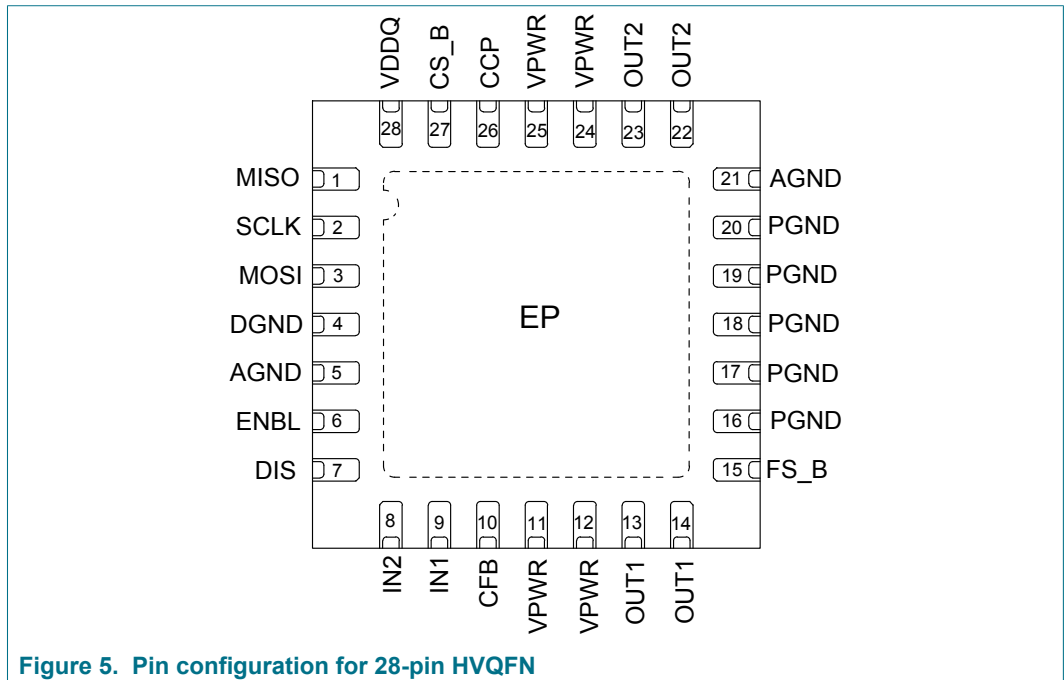 VDDQ
CS_B
CCP
VPWR
VPWR
OUT2
OUT2
28
27
26
25
24
23
22
MISO 1
SCLK 2
MOSI 3
DGND 4
AGND 5
ENBL 6
DIS 7
EP
21 AGND
20 PGND
19 PGND
18 PGND
17 PGND
16 PGND
15 FS_B
8
9
10
11
12
13
14
IN2
IN1
CFB
VPWR
VPWR
OUT1
OUT1
Figure 5. Pin configuration for 28-pin HVQFN